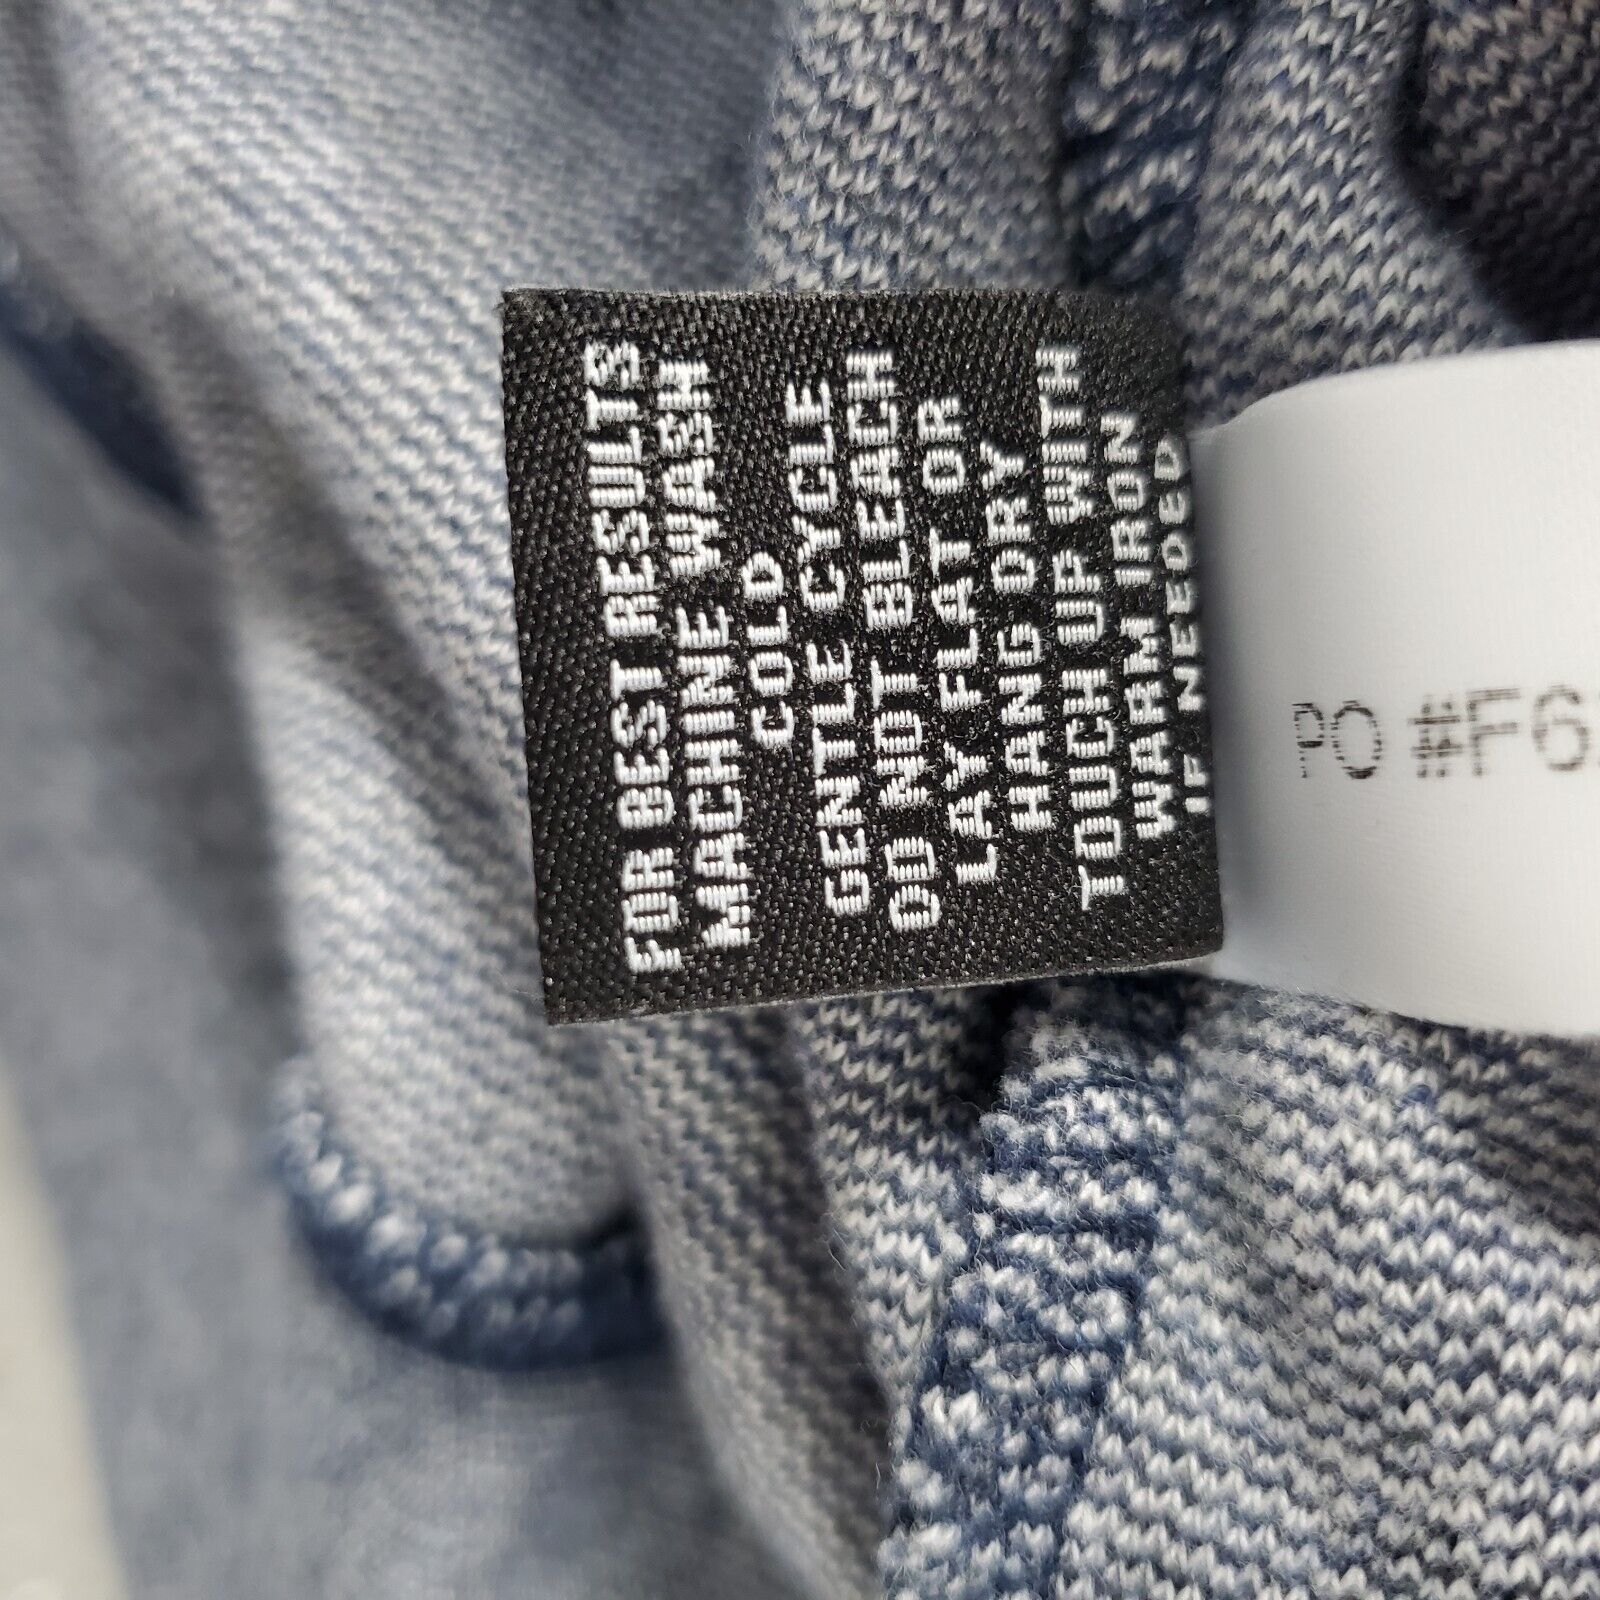 FOR BEST RESULTS
MACHINE WASH
COLD
GENTLE CYCLE
DO NOT BLEACH
LAY FLAT OR
HANG DRY
TOUCH UP WITH
WARM IRON
IF NEEDED
PO #F6